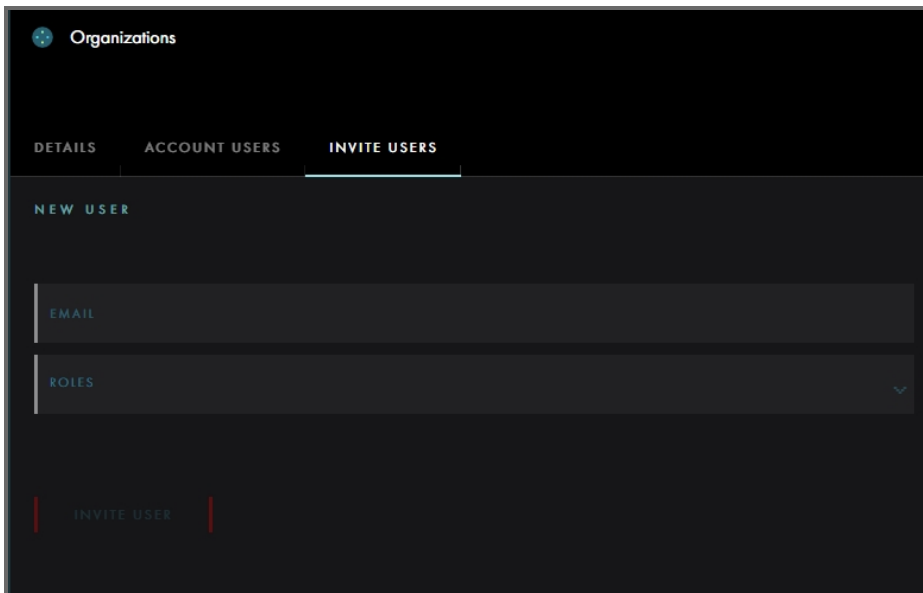 Organizations
DETAILS ACCOUNT USERS INVITE USERS
NEW USER
EMAIL
ROLES
INVITE USER